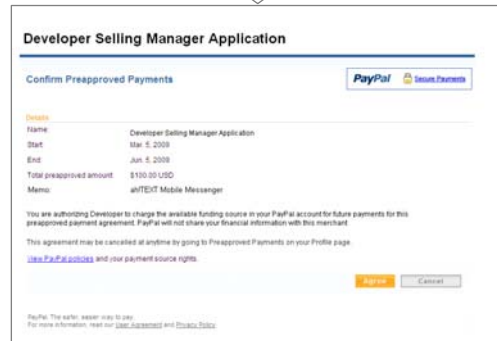 Developer Selling Manager Application
Confirm Preapproved Payments
PayPal Secure Payments
Details
Name: Developer Selling Manager Application
Start: Mar. 5, 2009
End: Jun. 5, 2009
Total preapproved amount: $100.00 USD
Memo: ah!TEXT Mobile Messenger
You are authorizing Developer to charge the available funding source in your PayPal account for future payments for this
preapproved payment agreement. PayPal will not share your financial information with this merchant
This agreement may be cancelled at anytime by going to Preapproved Payments on your Profile page.
View PayPal policies and your payment source rights.
Agree Cancel
PayPal. The safer, easier way to pay.
For more information, read our User Agreement and Privacy Policy.